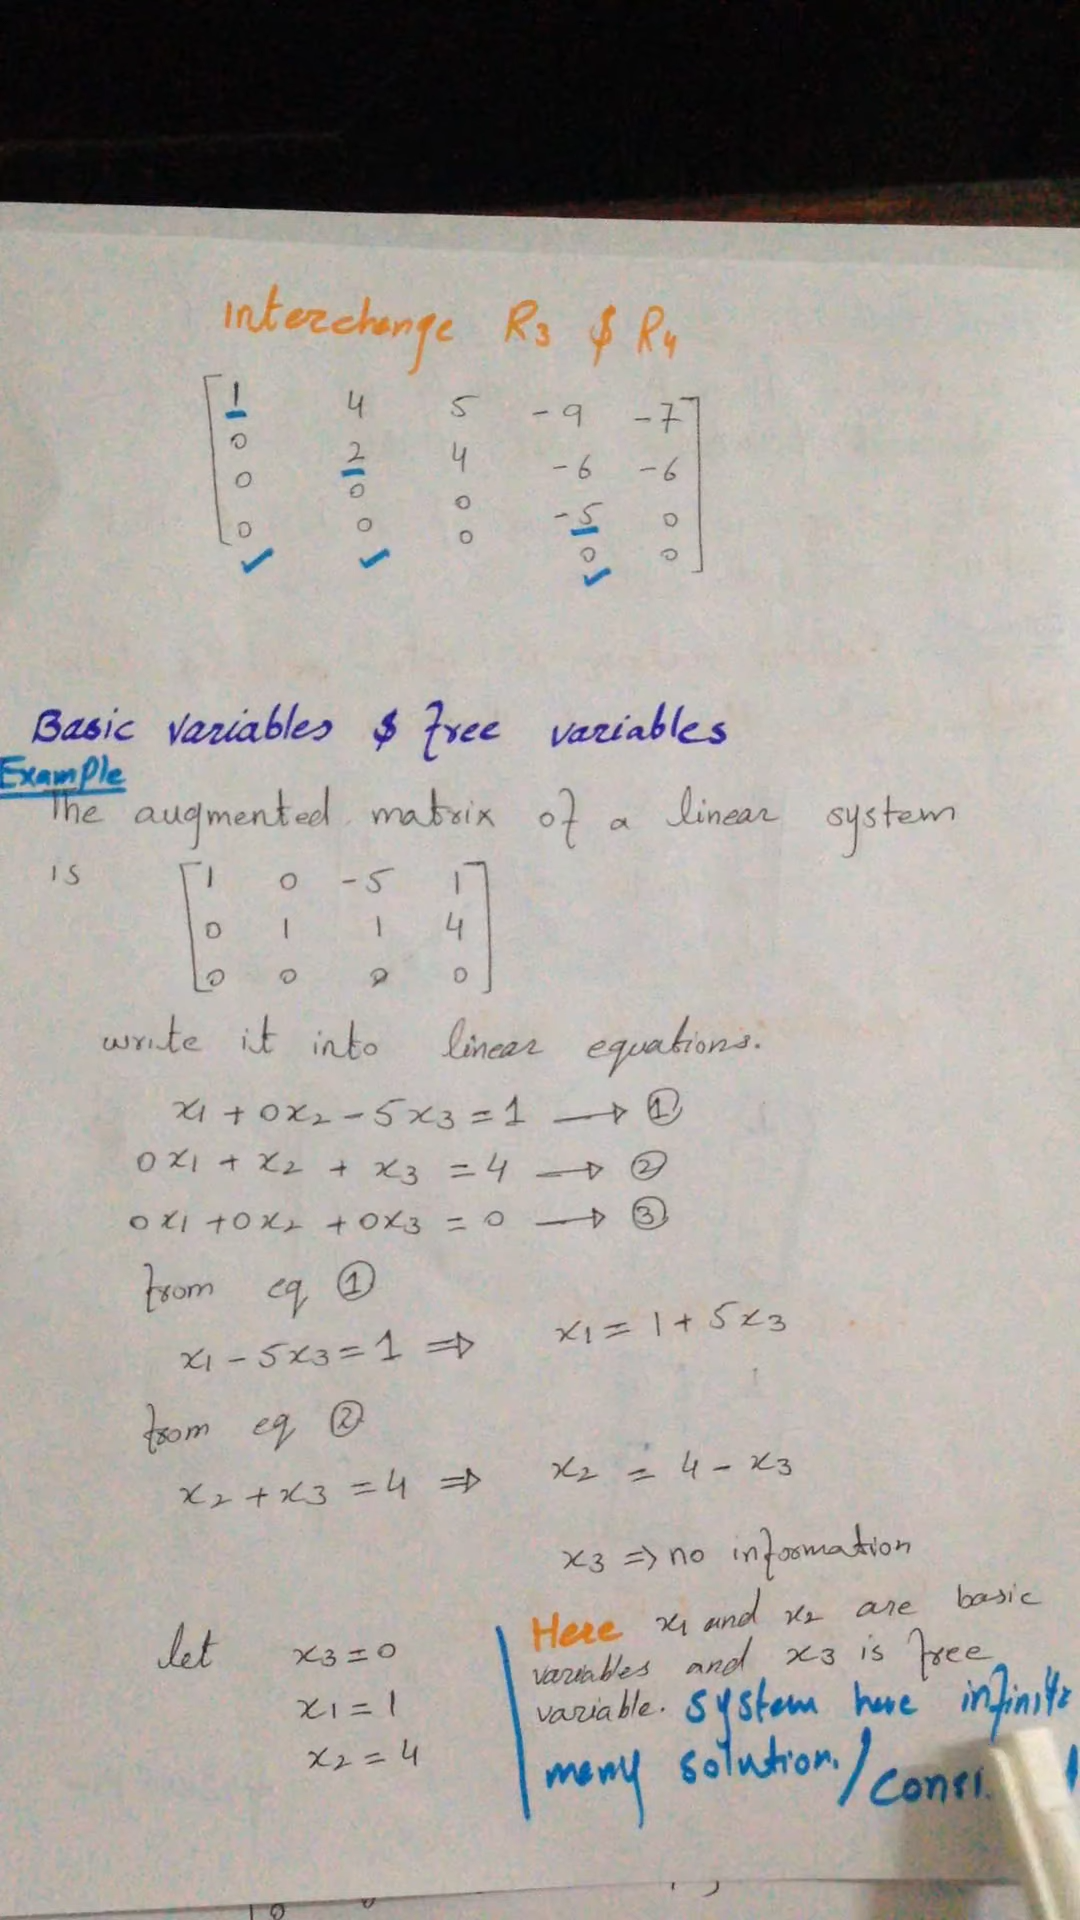 Interchange R3 $ R4
1 4 5 -9 -7
0 2 4 -6 -6
0 0 0 -5 0
0 0 0 0 0
Basic variables $ free variables
Example
The augmented matrix of a linear system
is
1 0 -5 1
0 1 1 4
0 0 0 0
write it into linear equations.
x1 + 0x2 - 5x3 = 1 → ①
0x1 + x2 + x3 = 4 → ②
0x1 + 0x2 + 0x3 = 0 → ③
from eq ①
x1 - 5x3 = 1 ⇒ x1 = 1 + 5x3
from eq ②
x2 + x3 = 4 ⇒ x2 = 4 - x3
x3 ⇒ no information
let x3 = 0
x1 = 1
x2 = 4
Here x1 and x2 are basic
variables and x3 is free
variable. system have infinite
many solution. /